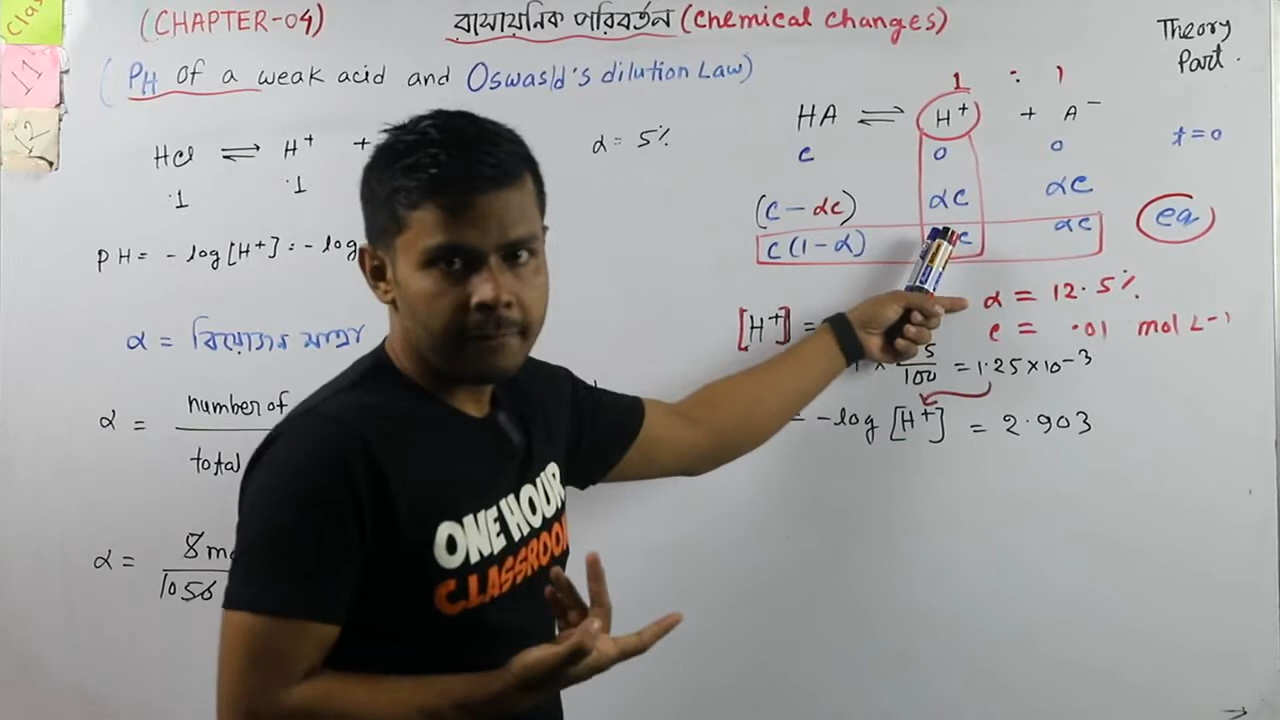 (CHAPTER-04)
রাসায়নিক পরিবর্তন (chemical changes)
Theory Part.
(PH of a weak acid and Oswasld's dilution Law)
HCl ⇌ H⁺ +
.1 .1
PH = -log [H⁺] = -log
α =
α = number of
total
α = 8
α = 5%
1 : 1
HA ⇌ H⁺ + A⁻
c 0 0 t=0
(c - αc) αc αc
c (1-α) c αc eq
α = 12.5%
[H⁺] =
c = .01 mol L⁻¹
× 5/100 = 1.25×10⁻³
= -log [H⁺] = 2.903
ONE HOUR
CLASSROOM
11
12